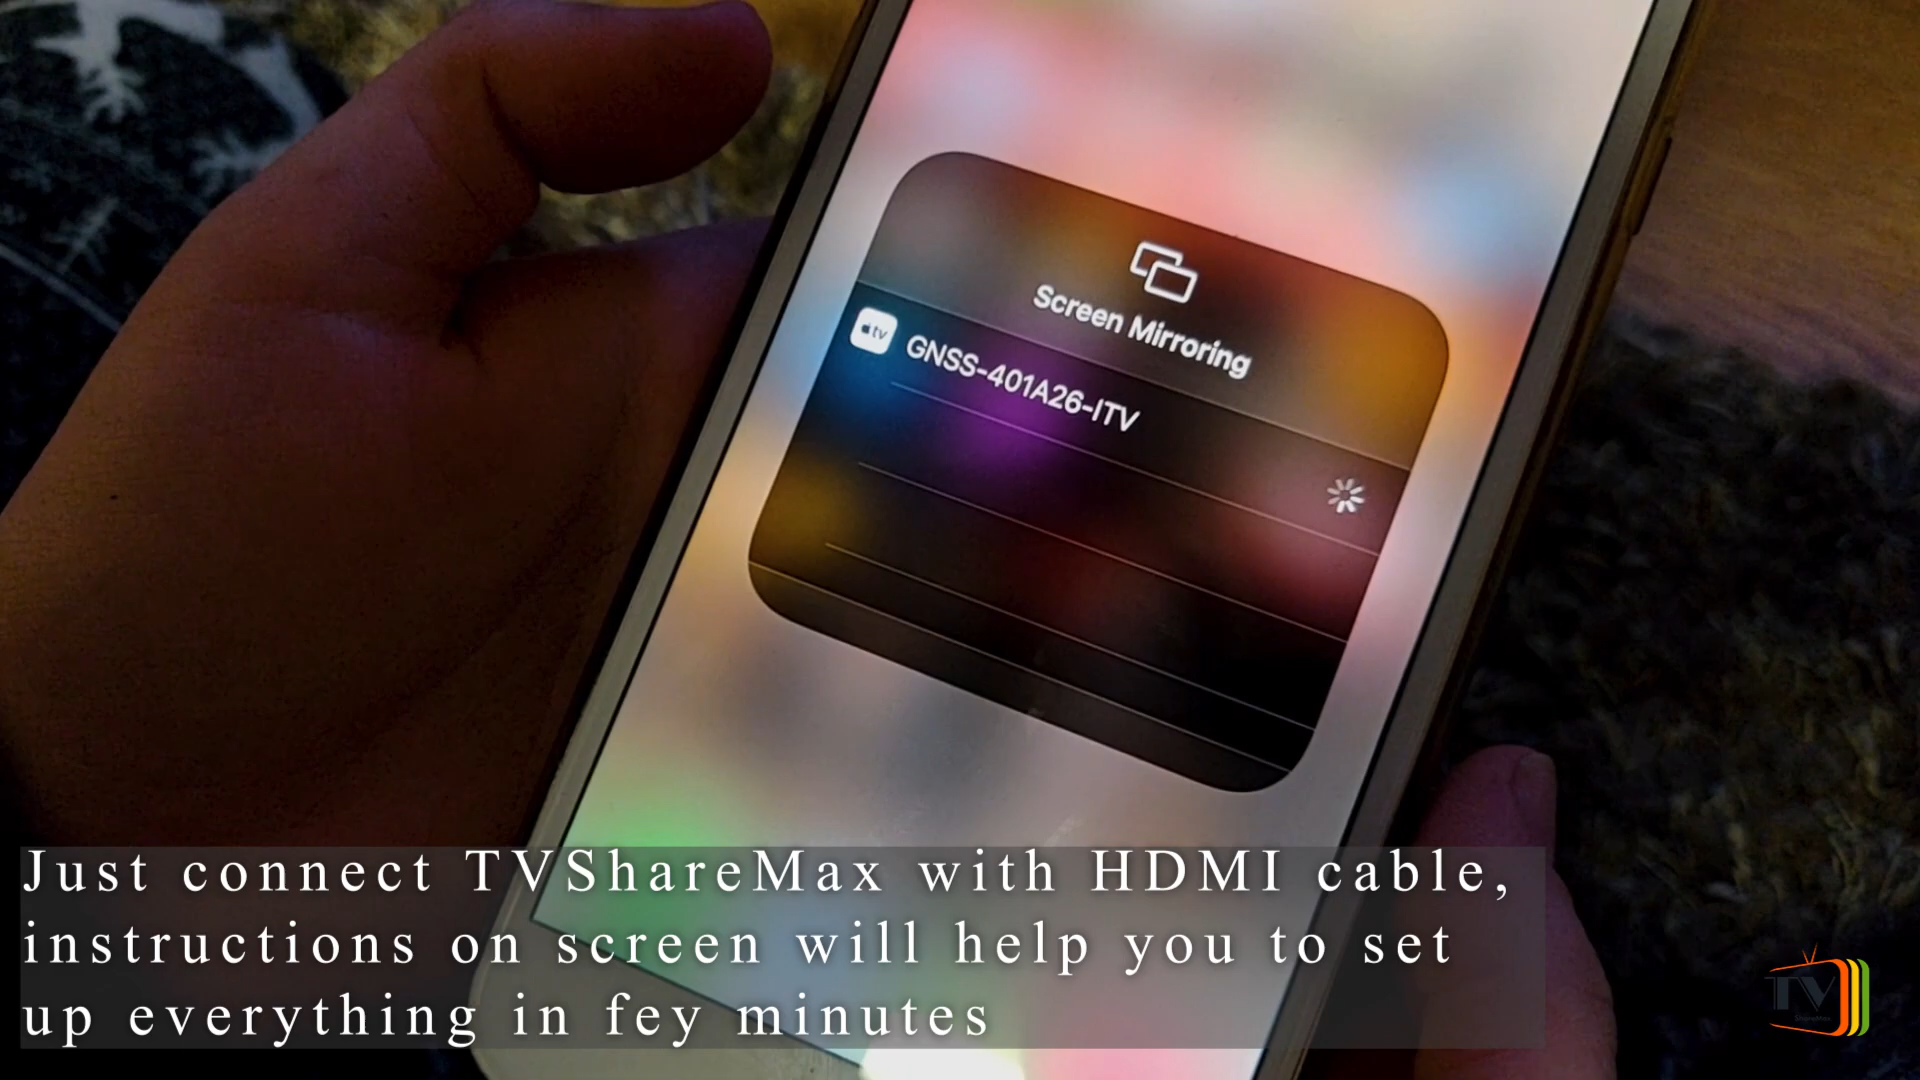 Screen Mirroring
tv
GNSS-401A26-ITV
Just connect TVShareMax with HDMI cable,
instructions on screen will help you to set
up everything in fey minutes
TV
ShareMax